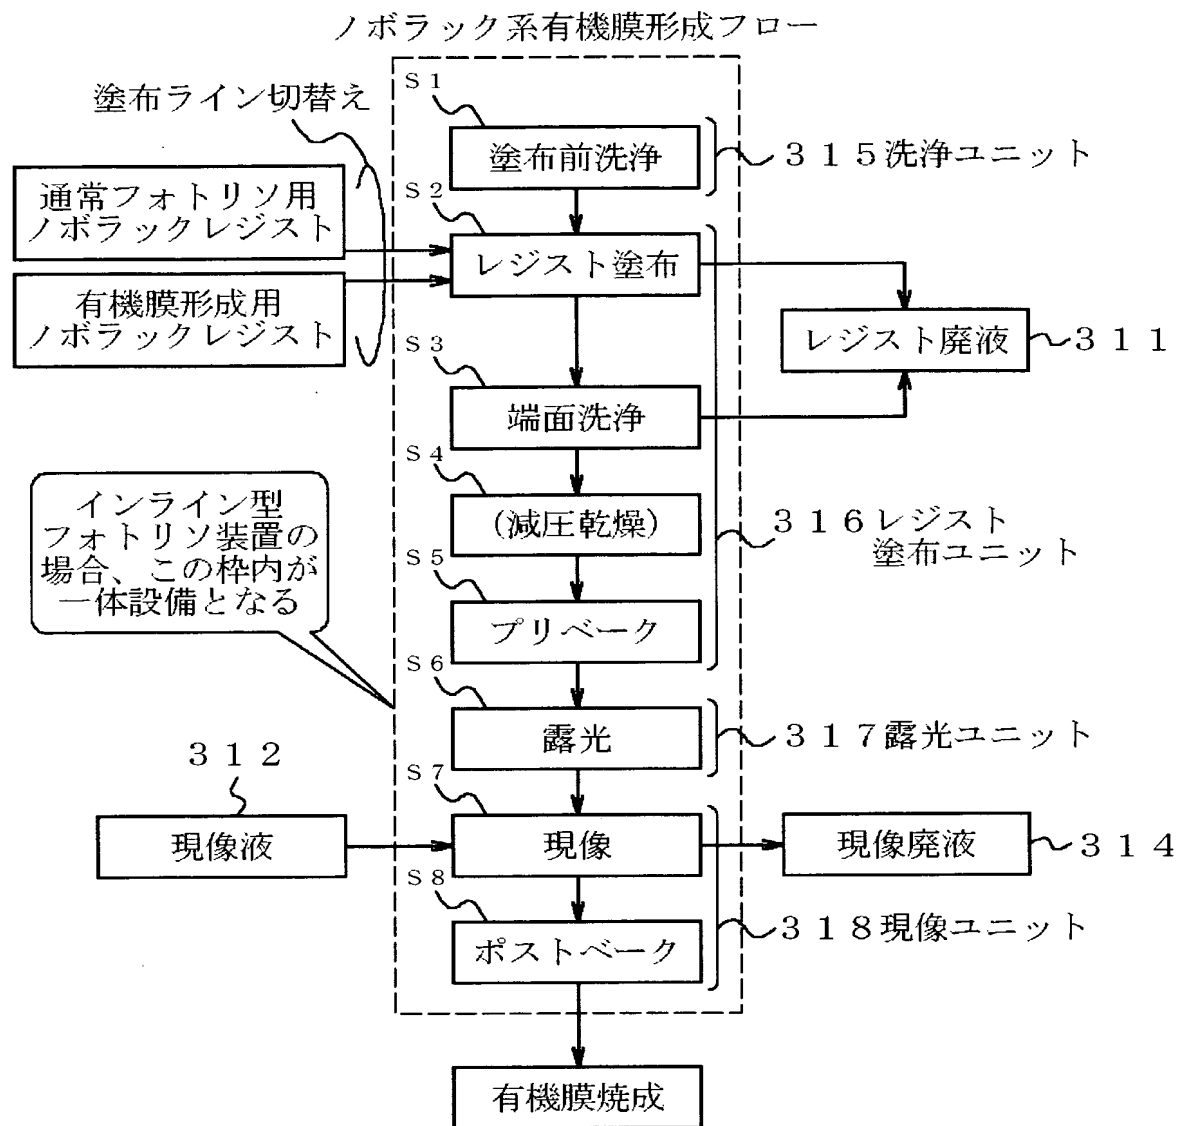 ノボラック系有機膜形成フロー
塗布ライン切替え
通常フォトリソ用
ノボラックレジスト
有機膜形成用
ノボラックレジスト
S1
塗布前洗浄
315洗浄ユニット
S2
レジスト塗布
レジスト廃液
311
S3
端面洗浄
S4
(減圧乾燥)
316レジスト
塗布ユニット
インライン型
フォトリソ装置の
場合、この枠内が
一体設備となる
S5
プリベーク
S6
露光
317露光ユニット
312
現像液
S7
現像
現像廃液
314
S8
ポストベーク
318現像ユニット
有機膜焼成